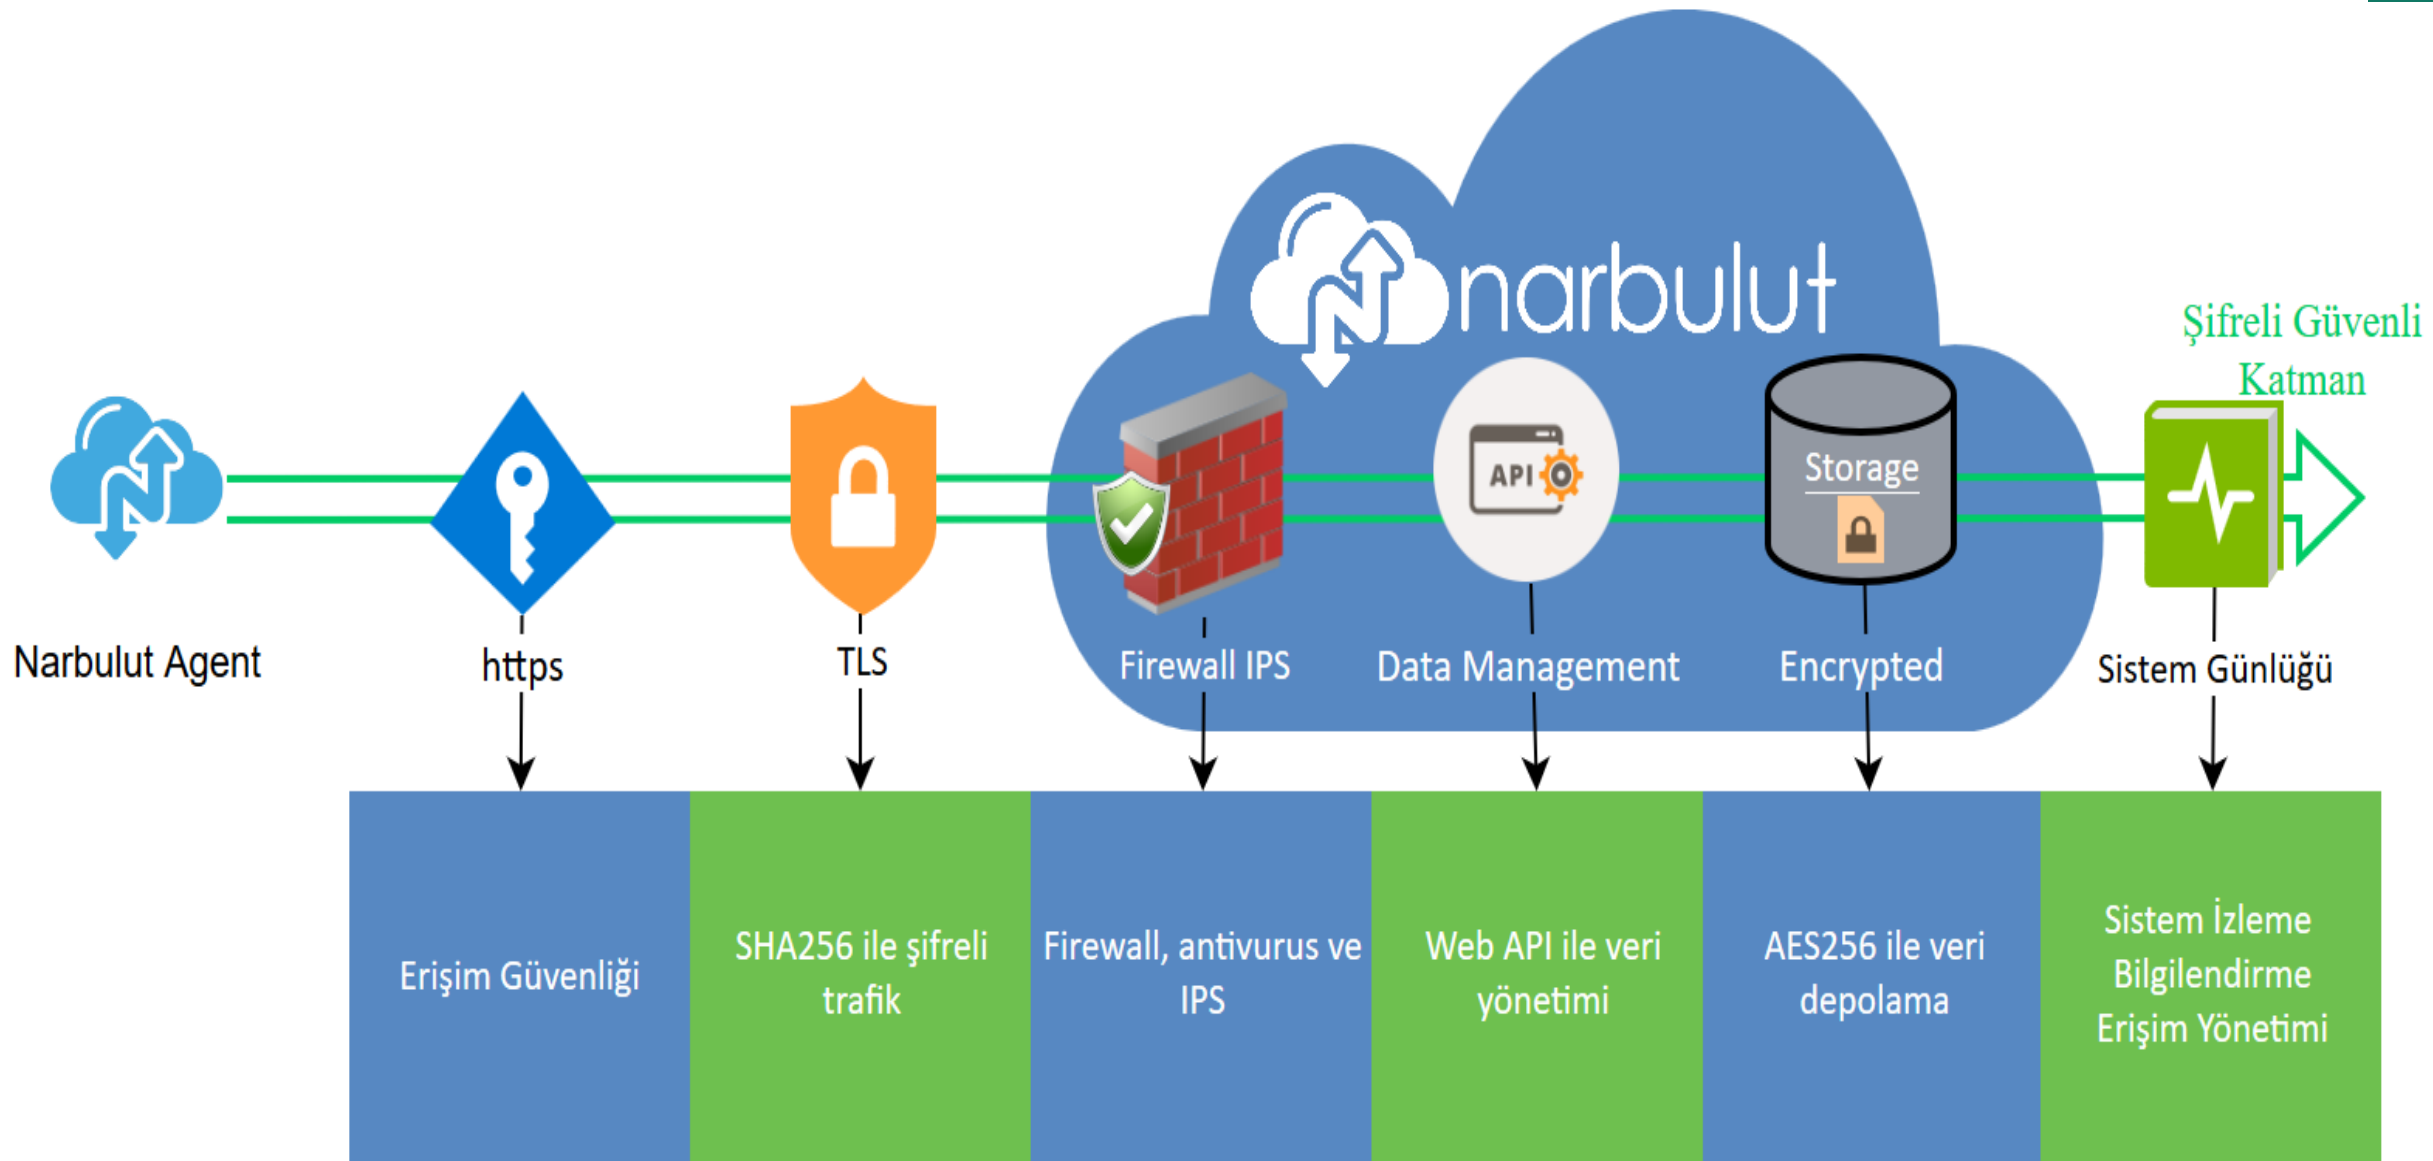 narbulut
Şifreli Güvenli
Katman
API
Storage
Narbulut Agent
https
TLS
Firewall IPS
Data Management
Encrypted
Sistem Günlüğü
Erişim Güvenliği
SHA256 ile şifreli
trafik
Firewall, antivurus ve
IPS
Web API ile veri
yönetimi
AES256 ile veri
depolama
Sistem İzleme
Bilgilendirme
Erişim Yönetimi